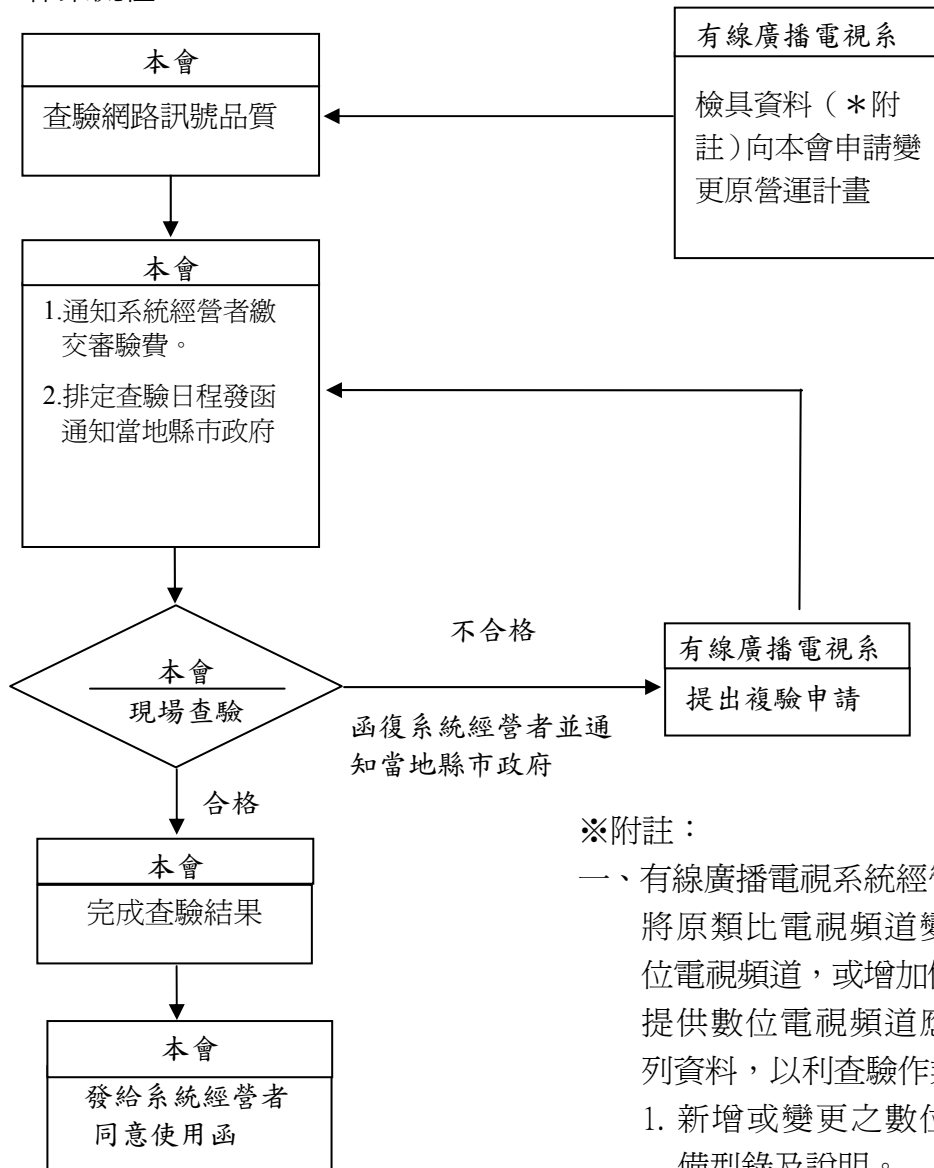 有線廣播電視系
檢具資料（＊附
註）向本會申請變
更原營運計畫
本會
查驗網路訊號品質
本會
1.通知系統經營者繳
交審驗費。
2.排定查驗日程發函
通知當地縣市政府
本會
現場查驗
不合格
函復系統經營者並通
知當地縣市政府
有線廣播電視系
提出複驗申請
合格
本會
完成查驗結果
本會
發給系統經營者
同意使用函
※附註：
一、有線廣播電視系統經
將原類比電視頻道
位電視頻道，或增加
提供數位電視頻道
列資料，以利查驗作
1. 新增或變更之數位
備型錄及說明。